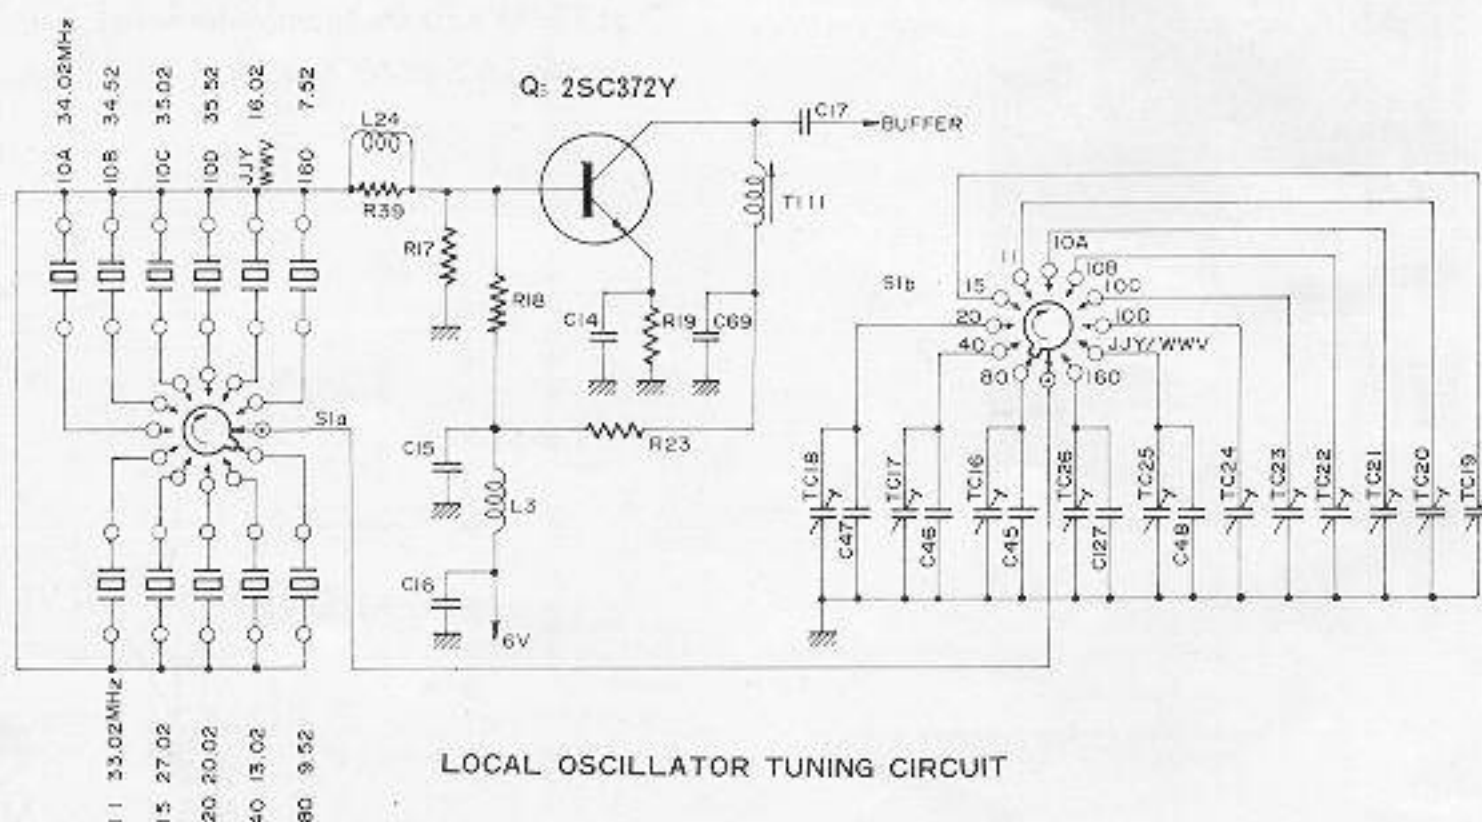 10A 34.02MHz
10B 34.52
10C 35.02
10D 35.52
JJY
WWV 16.02
160 7.52
L24
R39
Q5 2SC372Y
C17
BUFFER
T111
R17
R18
C14
R19
C69
S1a
C15
R23
L3
C16
6V
S1b
11
10A
10B
10C
10D
JJY/WWV
160
15
20
40
80
TC18
C47
TC17
C46
TC16
C45
TC26
C127
TC25
C48
TC24
TC23
TC22
TC21
TC20
TC19
11 33.02MHz
15 27.02
20 20.02
40 13.02
80 9.52
LOCAL OSCILLATOR TUNING CIRCUIT